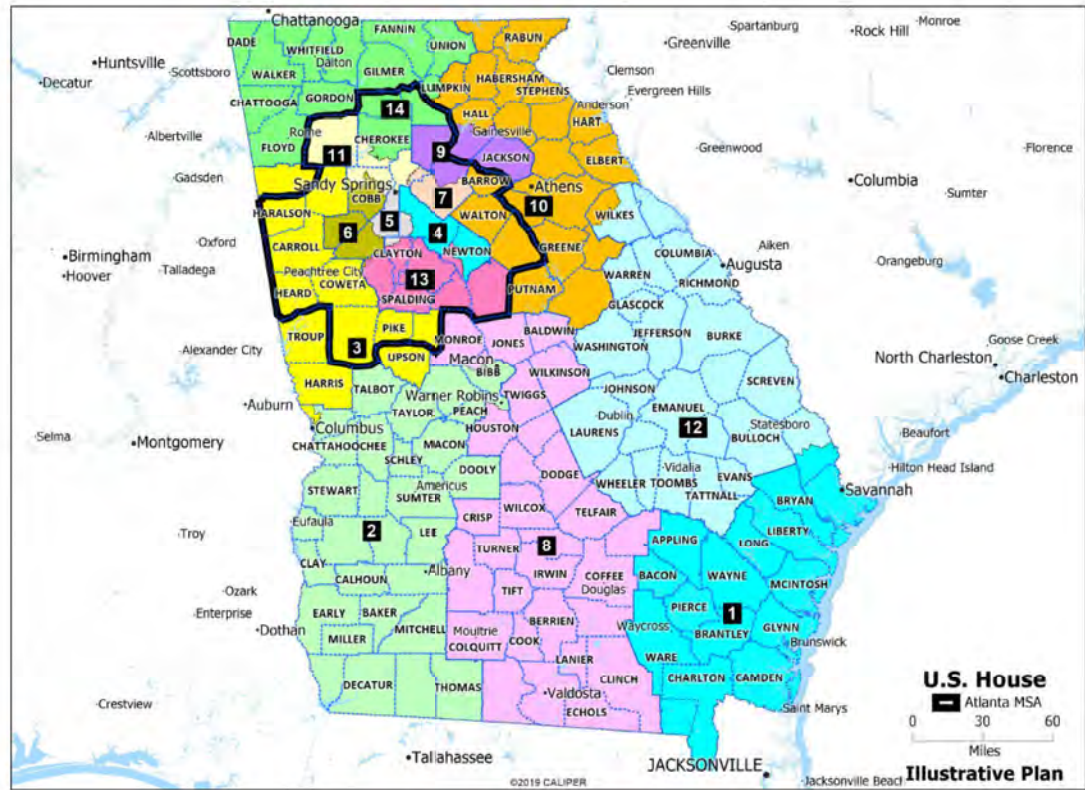 Chattanooga
Spartanburg
Monroe
Rock Hill
FANNIN
RABUN
DADE
WHITFIELD
UNION
Greenville
Huntsville
Dalton
Scottsboro
GILMER
HABERSHAM
Clemson
Decatur
WALKER
LUMPKIN
STEPHENS
Evergreen Hills
CHATTOOGA
GORDON
14
HALL
Anderson
HART
Albertville
Rome
CHEROKEE
Gainesville
Greenwood
Florence
FLOYD
11
9
JACKSON
ELBERT
Gadsden
Sandy Springs
BARROW
Athens
Columbia
Sumter
COBB
7
10
HARALSON
5
WALTON
WILKES
Oxford
6
4
CARROLL
CLAYTON
NEWTON
GREENE
COLUMBIA
Aiken
Birmingham
Hoover
Talladega
Peachtree City
13
WARREN
Augusta
Orangeburg
COWETA
RICHMOND
HEARD
SPALDING
PUTNAM
GLASCOCK
TROUP
PIKE
BALDWIN
JEFFERSON
BURKE
Goose Creek
Alexander City
3
MONROE
JONES
WASHINGTON
UPSON
Macon
North Charleston
HARRIS
BIBB
WILKINSON
Charleston
TALBOT
SCREVEN
Auburn
Warner Robins
TWIGGS
JOHNSON
TAYLOR
PEACH
EMANUEL
Selma
Montgomery
Columbus
HOUSTON
Dublin
Statesboro
Beaufort
CHATTAHOOCHEE
MACON
LAURENS
12
BULLOCH
SCHLEY
DOOLY
DODGE
Vidalia
EVANS
Hilton Head Island
STEWART
Americus
WHEELER
TOOMBS
Savannah
SUMTER
TATTNALL
BRYAN
CRISP
WILCOX
TELFAIR
Eufaula
LIBERTY
Troy
2
LEE
8
APPLING
LONG
CLAY
TURNER
Albany
IRWIN
COFFEE
BACON
WAYNE
MCINTOSH
CALHOUN
TIFT
Douglas
Ozark
PIERCE
1
Enterprise
EARLY
BAKER
BERRIEN
GLYNN
Dothan
MITCHELL
Moultrie
Waycross
BRANTLEY
Brunswick
MILLER
COLQUITT
COOK
WARE
LANIER
CHARLTON
CAMDEN
DECATUR
THOMAS
CLINCH
Crestview
Valdosta
ECHOLS
Saint Marys
Tallahassee
JACKSONVILLE
Jacksonville Beach
©2019 CALIPER
U.S. House
Atlanta MSA
0 30 60
Miles
Illustrative Plan